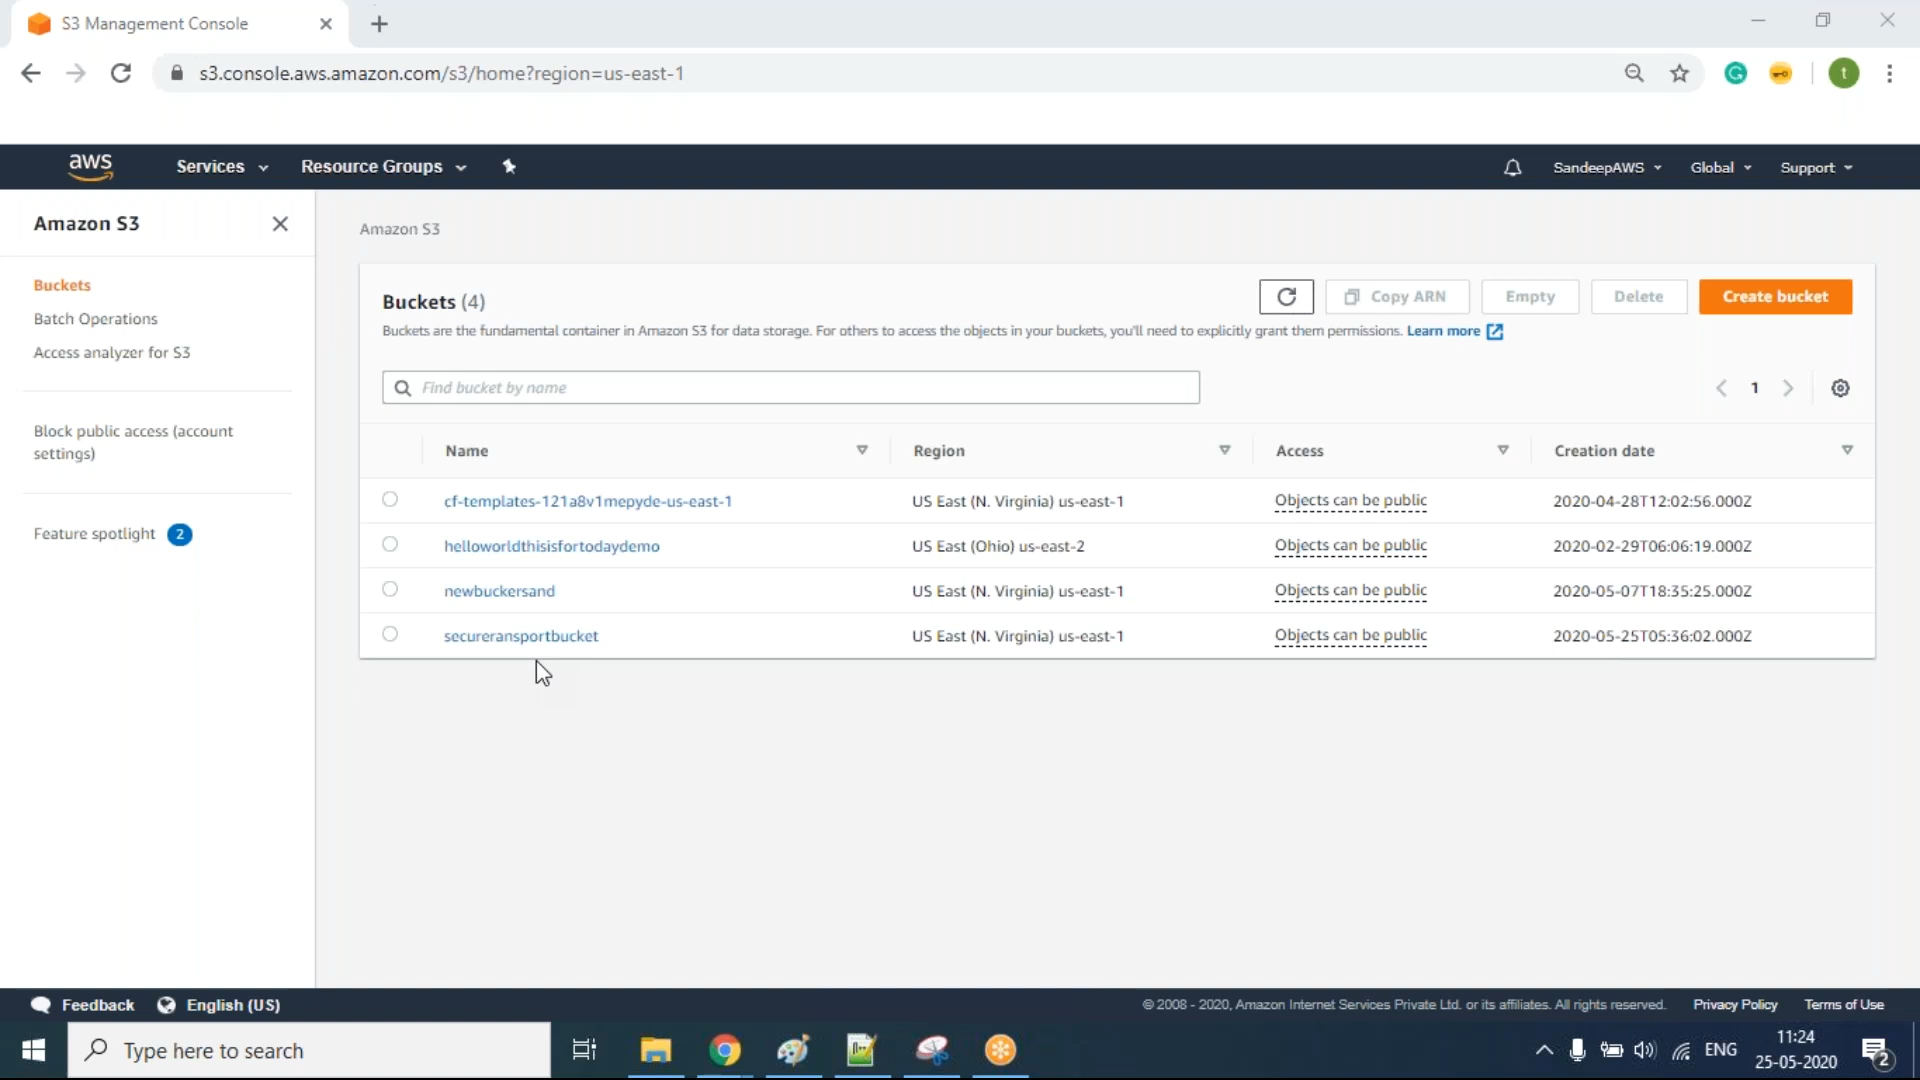 S3 Management Console
s3.console.aws.amazon.com/s3/home?region=us-east-1
t
aws Services Resource Groups SandeepAWS Global Support
Amazon S3
Buckets
Batch Operations
Access analyzer for S3
Block public access (account
settings)
Feature spotlight 2
Amazon S3
Buckets (4)
Copy ARN Empty Delete Create bucket
Buckets are the fundamental container in Amazon S3 for data storage. For others to access the objects in your buckets, you'll need to explicitly grant them permissions. Learn more
Find bucket by name
1
Name Region Access Creation date
cf-templates-121a8v1mepyde-us-east-1 US East (N. Virginia) us-east-1 Objects can be public 2020-04-28T12:02:56.000Z
helloworldthisisfortodaydemo US East (Ohio) us-east-2 Objects can be public 2020-02-29T06:06:19.000Z
newbuckersand US East (N. Virginia) us-east-1 Objects can be public 2020-05-07T18:35:25.000Z
secureransportbucket US East (N. Virginia) us-east-1 Objects can be public 2020-05-25T05:36:02.000Z
Feedback English (US) © 2008 - 2020, Amazon Internet Services Private Ltd. or its affiliates. All rights reserved. Privacy Policy Terms of Use
Type here to search
ENG
11:24
25-05-2020
2